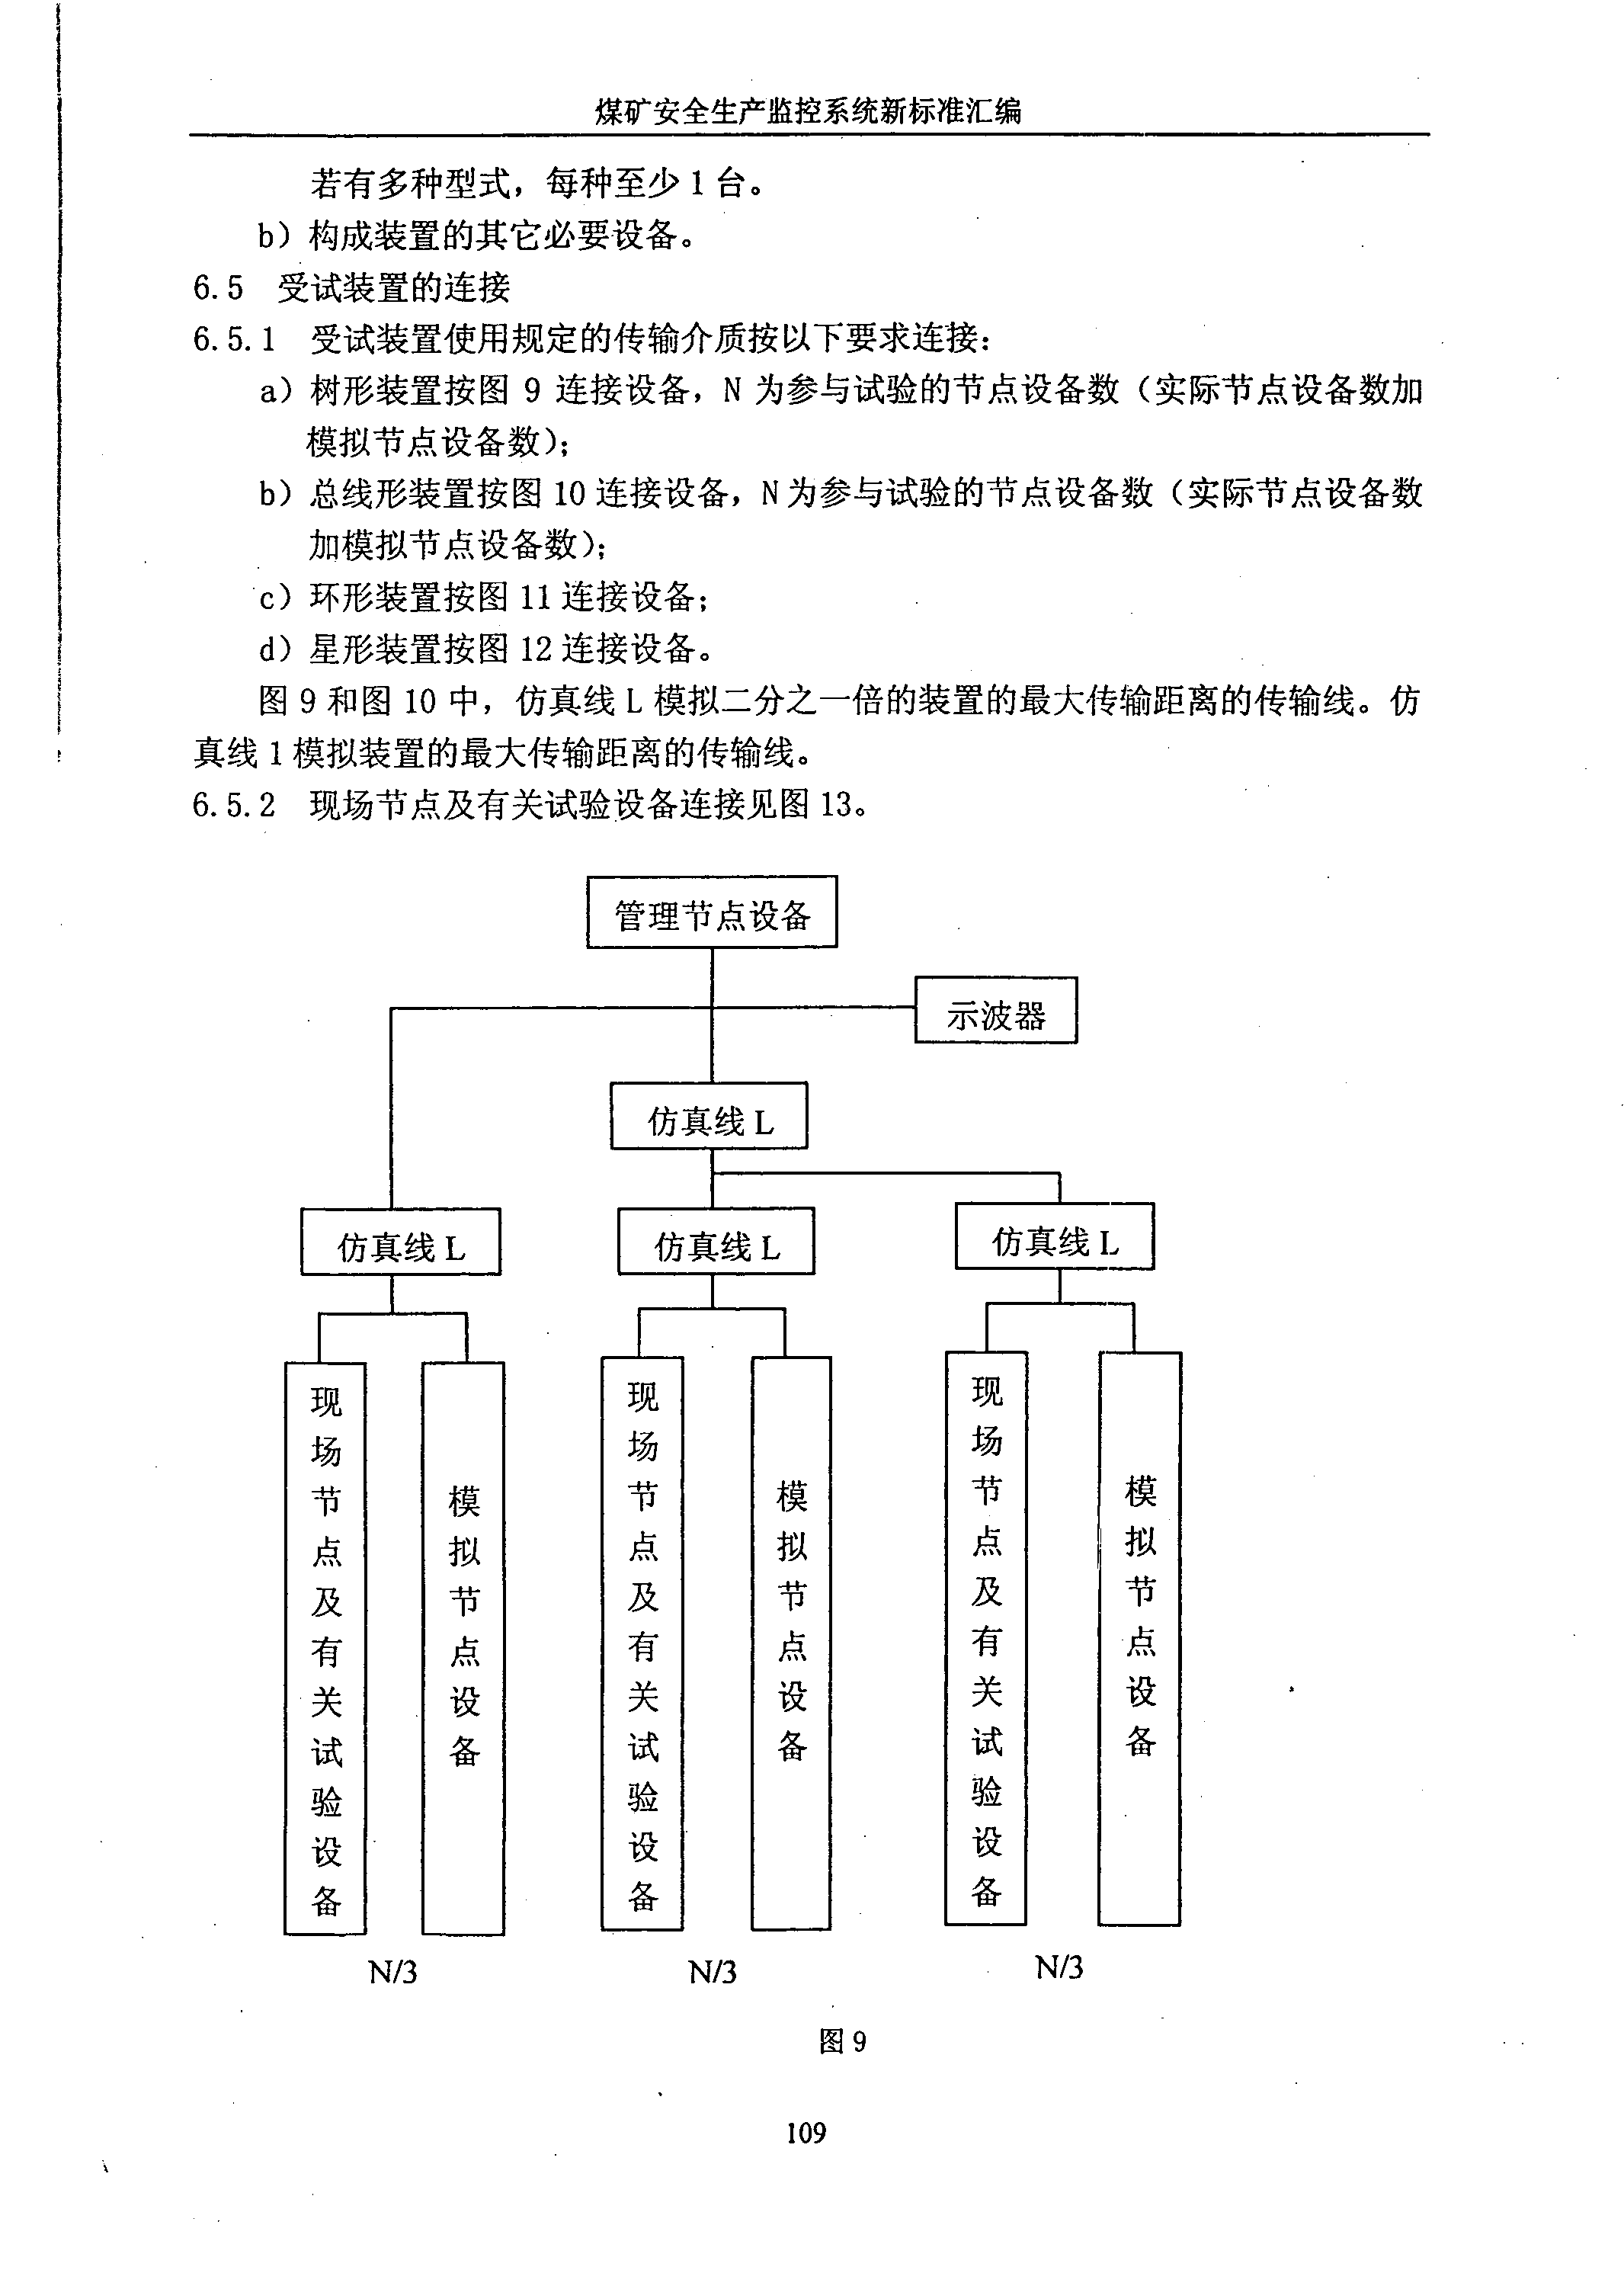 煤矿安全生产监控系统新标准汇编
若有多种型式，每种至少1台。
b）构成装置的其它必要设备。
6.5 受试装置的连接
6.5.1 受试装置使用规定的传输介质按以下要求连接：
a）树形装置按图 9 连接设备，N 为参与试验的节点设备数（实际节点设备数加
模拟节点设备数）；
b）总线形装置按图 10 连接设备，N 为参与试验的节点设备数（实际节点设备数
加模拟节点设备数）；
c）环形装置按图 11 连接设备；
d）星形装置按图 12 连接设备。
图 9 和图 10 中，仿真线 L 模拟二分之一倍的装置的最大传输距离的传输线。仿
真线 1 模拟装置的最大传输距离的传输线。
6.5.2 现场节点及有关试验设备连接见图 13。
管理节点设备
示波器
仿真线 L
仿真线 L
仿真线 L
仿真线 L
现场节点及有关试验设备
模拟节点设备
现场节点及有关试验设备
模拟节点设备
现场节点及有关试验设备
模拟节点设备
N/3
N/3
N/3
图 9
109